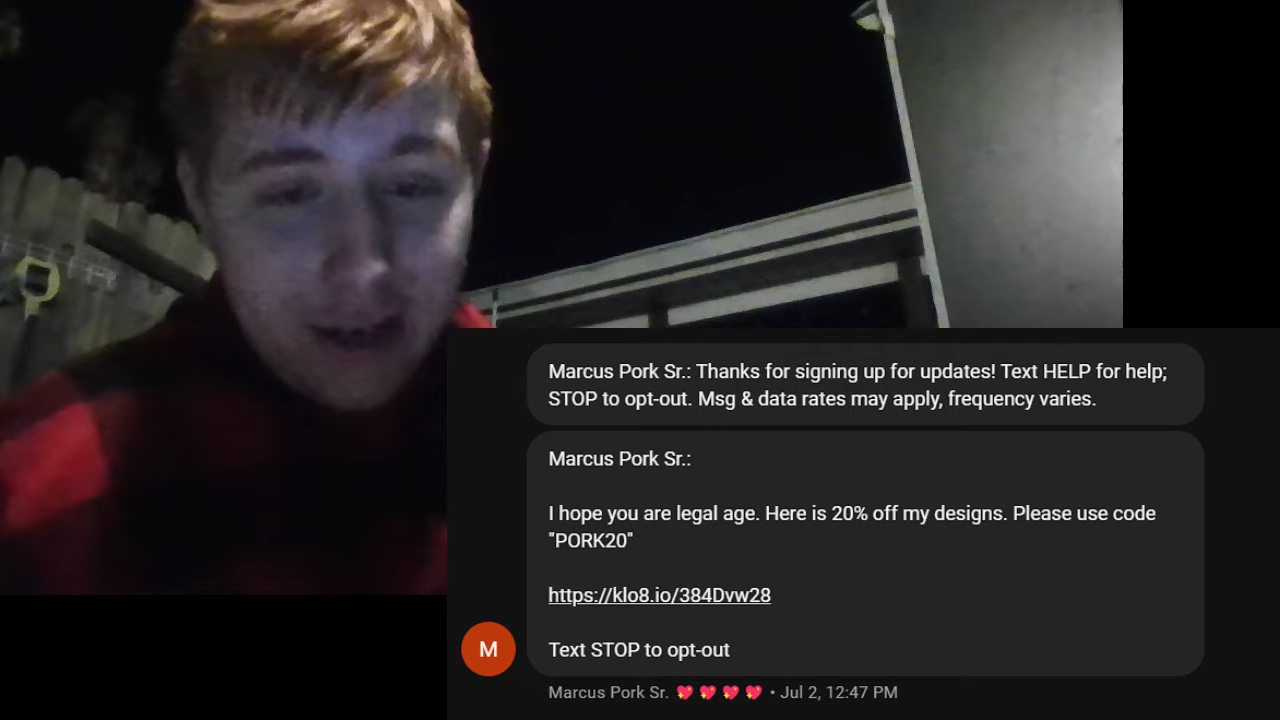 Marcus Pork Sr.: Thanks for signing up for updates! Text HELP for help;
STOP to opt-out. Msg & data rates may apply, frequency varies.
Marcus Pork Sr.:
I hope you are legal age. Here is 20% off my designs. Please use code
"PORK20"
https://klo8.io/384Dvw28
Text STOP to opt-out
M
Marcus Pork Sr. 💖 💖 💖 💖 • Jul 2, 12:47 PM